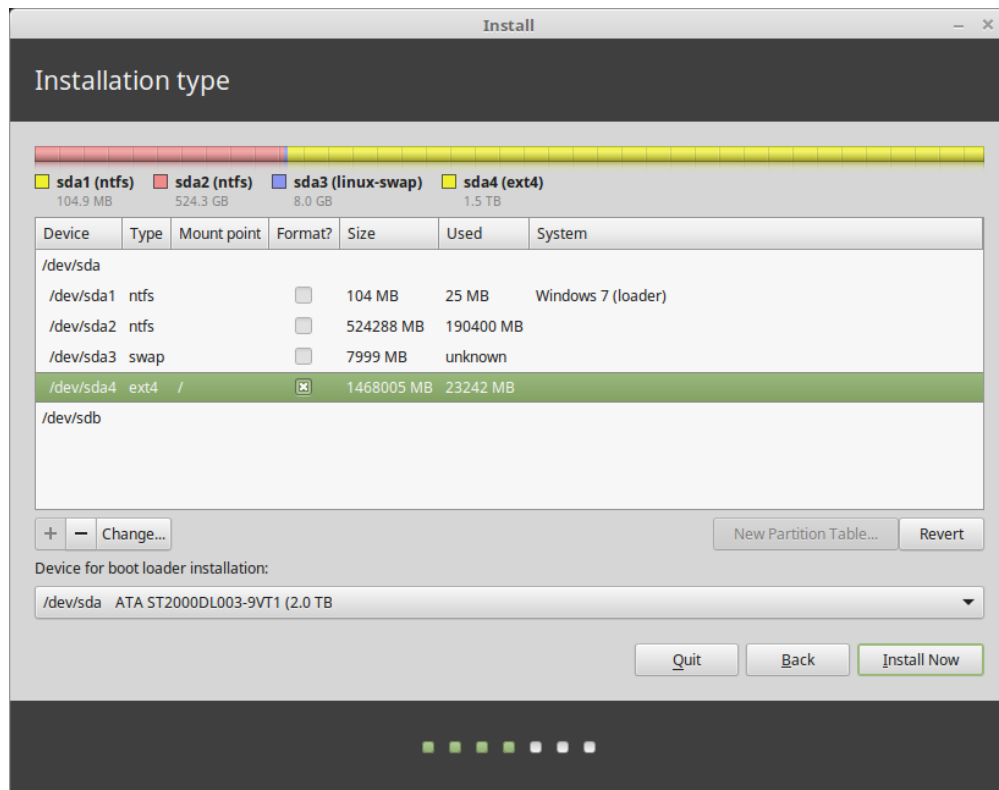 Install
Installation type
sda1 (ntfs) sda2 (ntfs) sda3 (linux-swap) sda4 (ext4)
104.9 MB 524.3 GB 8.0 GB 1.5 TB
Device Type Mount point Format? Size Used System
/dev/sda
/dev/sda1 ntfs 104 MB 25 MB Windows 7 (loader)
/dev/sda2 ntfs 524288 MB 190400 MB
/dev/sda3 swap 7999 MB unknown
/dev/sda4 ext4 / 1468005 MB 23242 MB
/dev/sdb
+ − Change... New Partition Table... Revert
Device for boot loader installation:
/dev/sda ATA ST2000DL003-9VT1 (2.0 TB
Quit Back Install Now